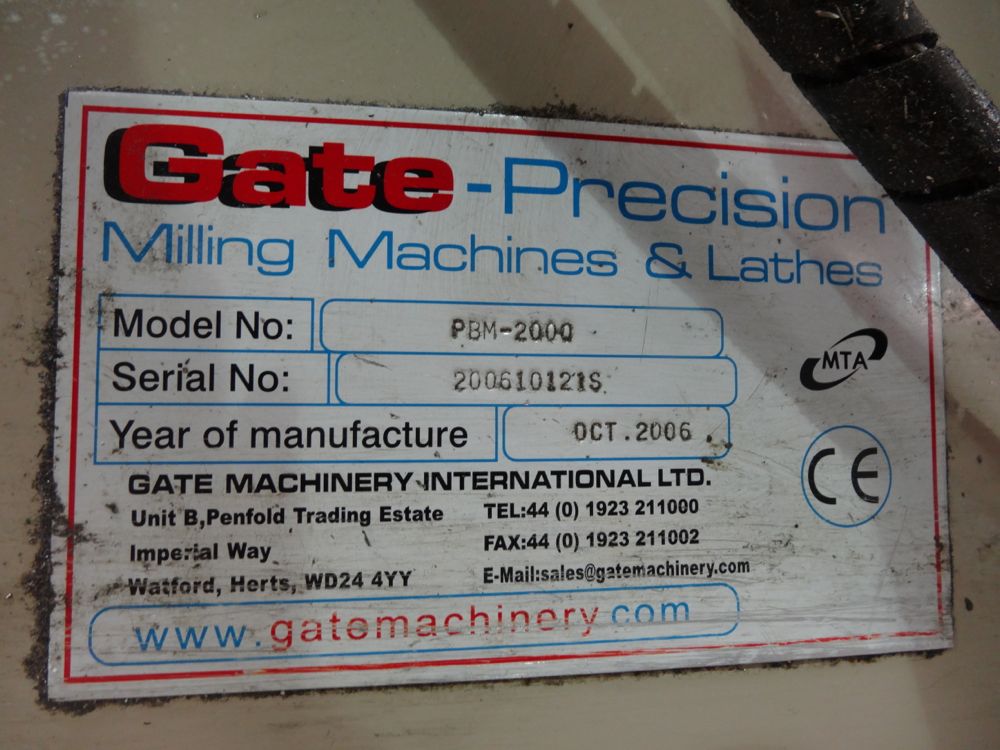 Gate-Precision
Milling Machines & Lathes
Model No: PBM-2000
Serial No: 200610121S
Year of manufacture OCT.2006
MTA
CE
GATE MACHINERY INTERNATIONAL LTD.
Unit B,Penfold Trading Estate TEL:44 (0) 1923 211000
Imperial Way FAX:44 (0) 1923 211002
Watford, Herts, WD24 4YY E-Mail:sales@gatemachinery.com
www.gatemachinery.com